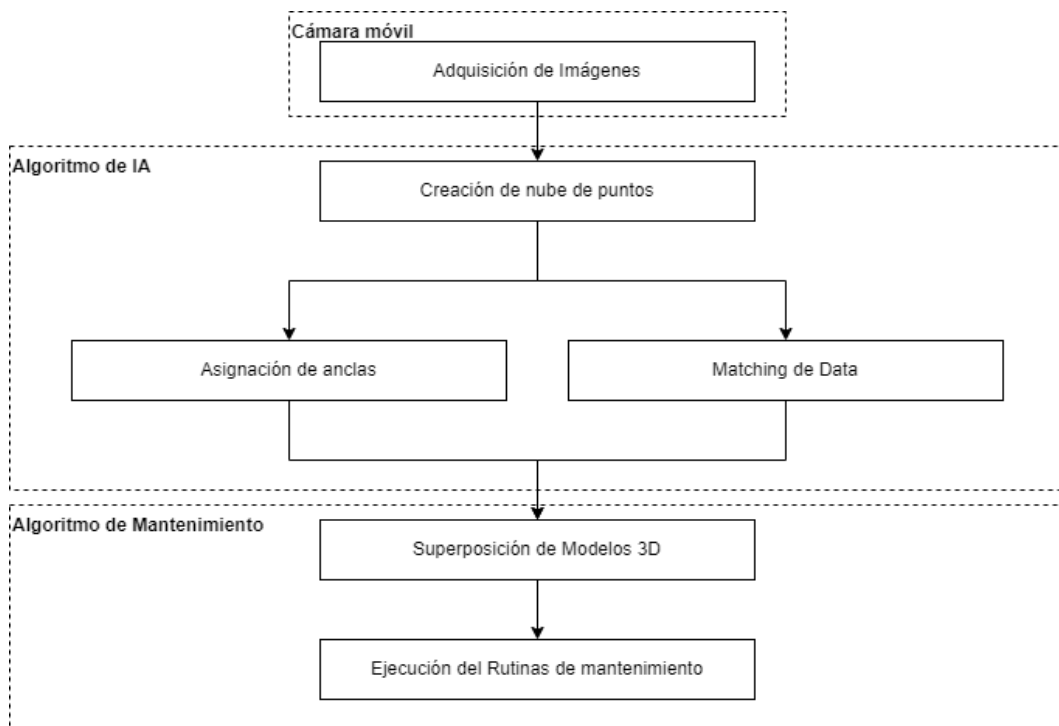 Cámara móvil
Adquisición de Imágenes
Algoritmo de IA
Creación de nube de puntos
Asignación de anclas
Matching de Data
Algoritmo de Mantenimiento
Superposición de Modelos 3D
Ejecución del Rutinas de mantenimiento